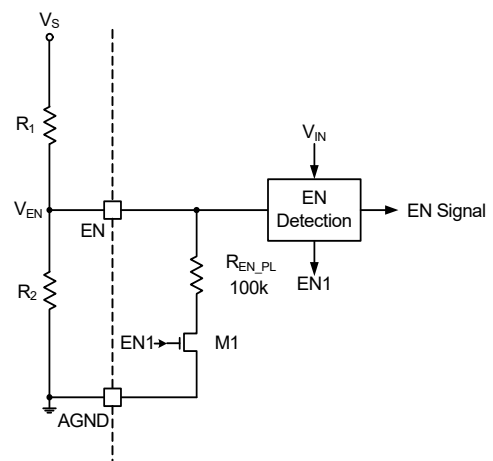 VS
R1
VIN
EN
Detection
EN Signal
VEN
EN
REN_PL
100k
EN1
R2
EN1
M1
AGND